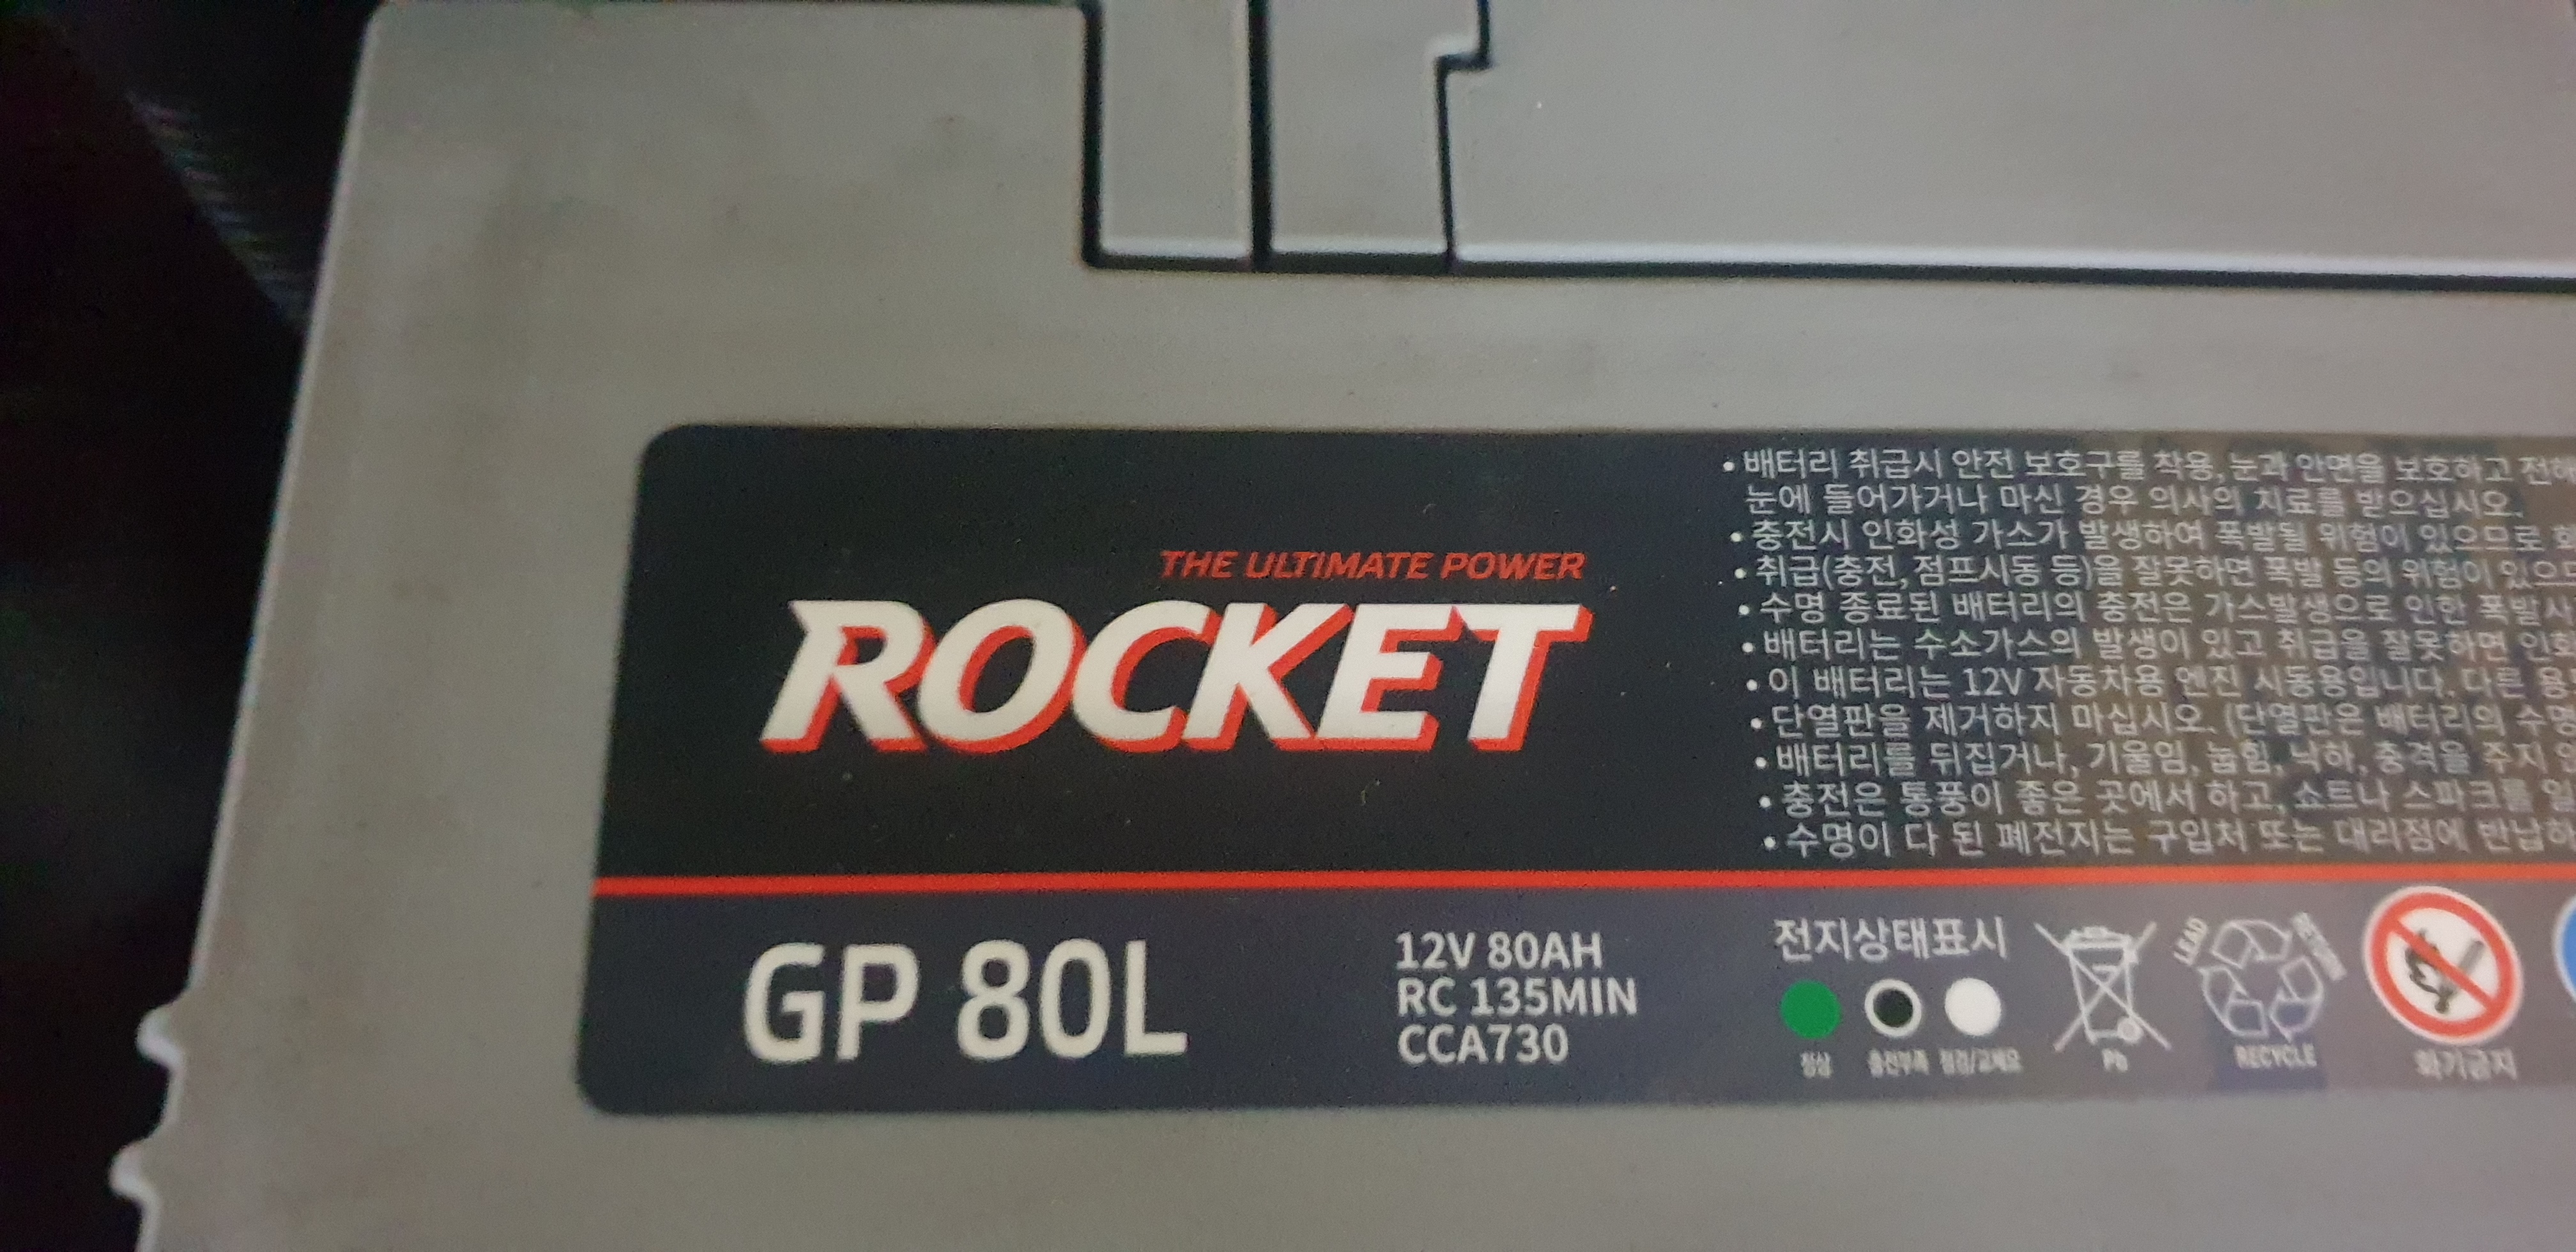 THE ULTIMATE POWER
ROCKET
• 배터리 취급시 안전 보호구를 착용, 눈과 안면을 보호하고
눈에 들어가거나 마신 경우 의사의 치료를 받으십시오.
• 충전시 인화성 가스가 발생하여 폭발될 위험이 있으므로
• 취급(충전,점프시동 등)을 잘못하면 폭발 등의 위험이
• 수명 종료된 배터리의 충전은 가스발생으로 인한
• 배터리는 수소가스의 발생이 있고 취급을 잘못하면
• 이 배터리는 12V 자동차용 엔진 시동용입니다. 다른
• 단열판을 제거하지 마십시오. (단열판은 배터리의
• 배터리를 뒤집거나, 기울임, 눕힘, 낙하, 충격을 주지
• 충전은 통풍이 좋은 곳에서 하고, 쇼트나 스파크를
• 수명이 다 된 폐전지는 구입처 또는 대리점에
GP 80L
12V 80AH
RC 135MIN
CCA730
전지상태표시
정상
충전부족
점검/교체요
Pb
LEAD
RETURN
RECYCLE
화기금지